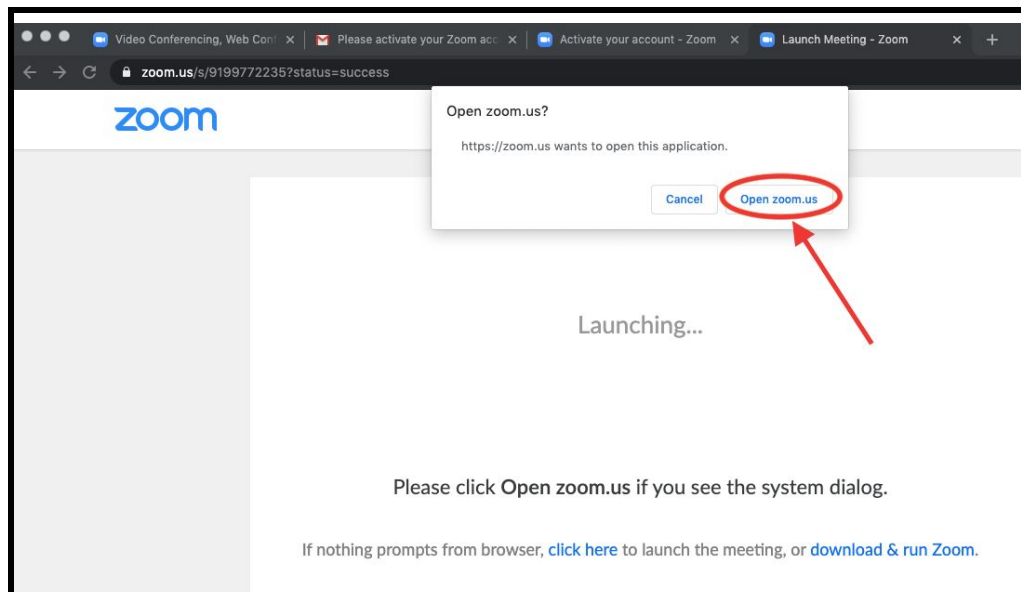 Video Conferencing, Web Conf
Please activate your Zoom acc
Activate your account - Zoom
Launch Meeting - Zoom
zoom.us/s/9199772235?status=success
zoom
Open zoom.us?
https://zoom.us wants to open this application.
Cancel
Open zoom.us
Launching...
Please click Open zoom.us if you see the system dialog.
If nothing prompts from browser, click here to launch the meeting, or download & run Zoom.